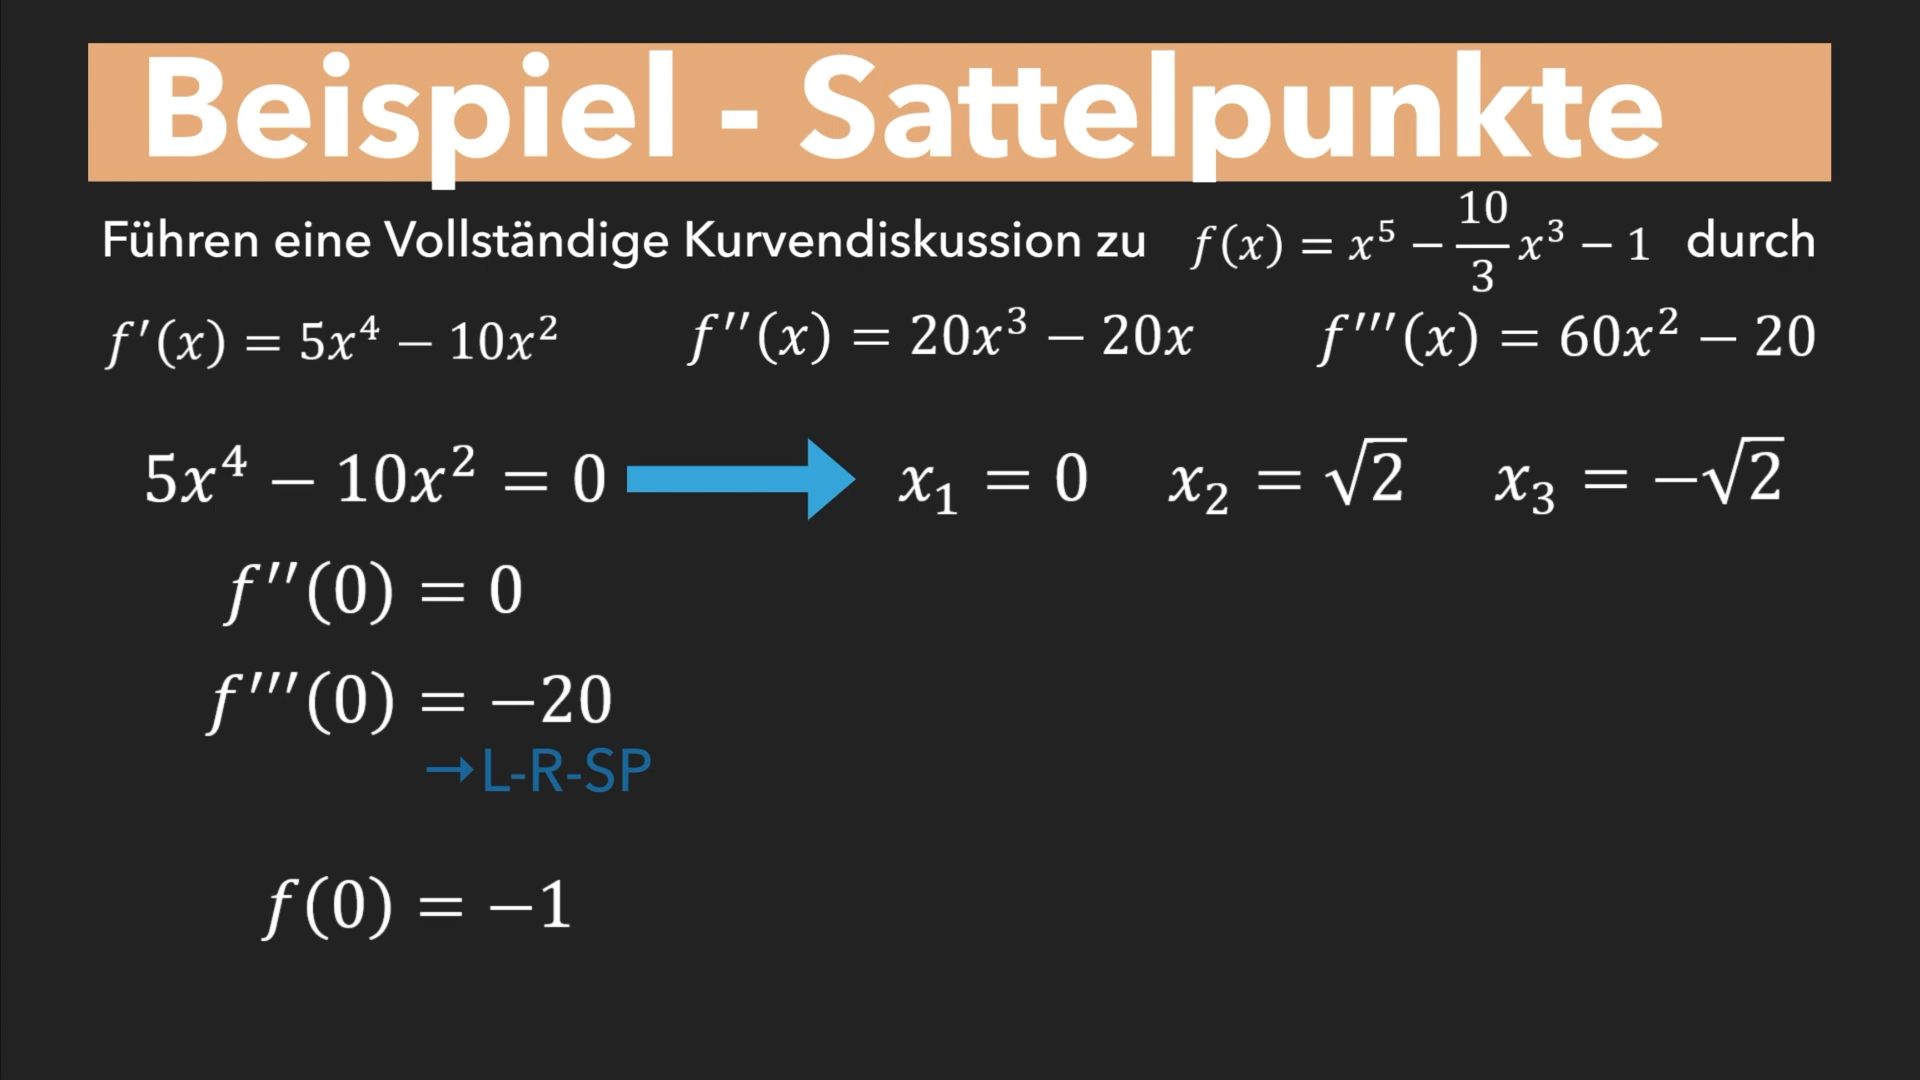 Beispiel - Sattelpunkte
Führen eine Vollständige Kurvendiskussion zu f(x) = x⁵ − 10/3 x³ − 1 durch
f′(x) = 5x⁴ − 10x² f′′(x) = 20x³ − 20x f′′′(x) = 60x² − 20
5x⁴ − 10x² = 0 → x₁ = 0 x₂ = √2 x₃ = −√2
f′′(0) = 0
f′′′(0) = −20
→L-R-SP
f(0) = −1